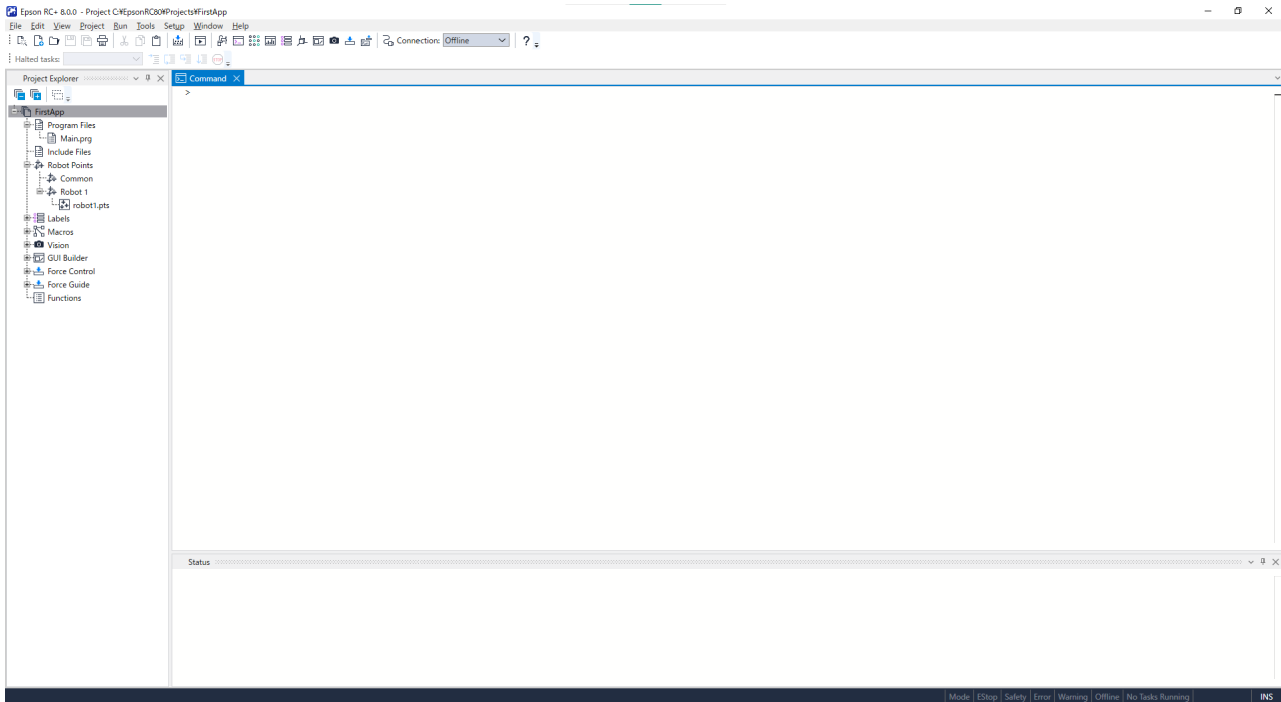 Epson RC+ 8.0.0 - Project C:¥EpsonRC80¥Projects¥FirstApp
File Edit View Project Run Tools Setup Window Help
Connection: Offline ?
Halted tasks:
Project Explorer
Command
>
FirstApp
Program Files
Main.prg
Include Files
Robot Points
Common
Robot 1
robot1.pts
Labels
Macros
Vision
GUI Builder
Force Control
Force Guide
Functions
Status
Mode EStop Safety Error Warning Offline No Tasks Running INS